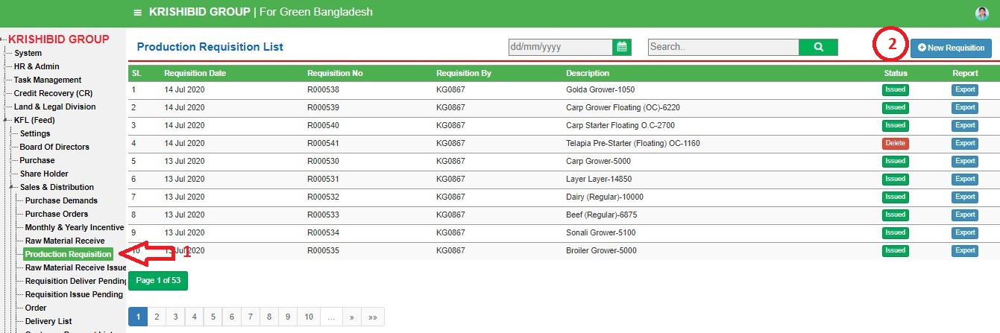 KRISHIBID GROUP | For Green Bangladesh
KRISHIBID GROUP
System
HR & Admin
Task Management
Credit Recovery (CR)
Land & Legal Division
KFL (Feed)
Settings
Board Of Directors
Purchase
Share Holder
Sales & Distribution
Purchase Demands
Purchase Orders
Monthly & Yearly Incentive
Raw Material Receive
Production Requisition
1
Raw Material Receive Issue
Requisition Deliver Pending
Requisition Issue Pending
Order
Delivery List
Production Requisition List dd/mm/yyyy Search.. 2 New Requisition
SL Requisition Date Requisition No Requisition By Description Status Report
1 14 Jul 2020 R000538 KG0867 Golda Grower-1050 Issued Export
2 14 Jul 2020 R000539 KG0867 Carp Grower Floating (OC)-6220 Issued Export
3 14 Jul 2020 R000540 KG0867 Carp Starter Floating O.C-2700 Issued Export
4 14 Jul 2020 R000541 KG0867 Telapia Pre-Starter (Floating) OC-1160 Delete Export
5 13 Jul 2020 R000530 KG0867 Carp Grower-5000 Issued Export
6 13 Jul 2020 R000531 KG0867 Layer Layer-14850 Issued Export
7 13 Jul 2020 R000532 KG0867 Dairy (Regular)-10000 Issued Export
8 13 Jul 2020 R000533 KG0867 Beef (Regular)-6875 Issued Export
9 13 Jul 2020 R000534 KG0867 Sonali Grower-5100 Issued Export
10 13 Jul 2020 R000535 KG0867 Broiler Grower-5000 Issued Export
Page 1 of 53
1 2 3 4 5 6 7 8 9 10 ... » »»